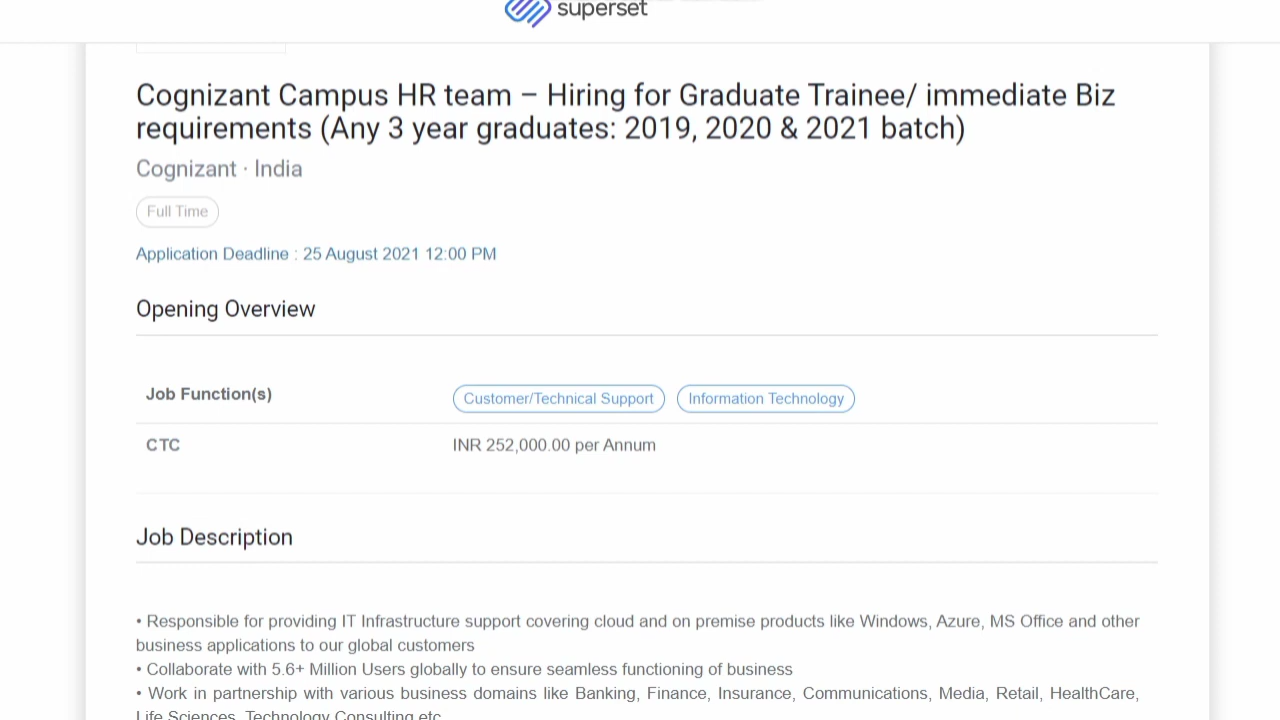 superset
Cognizant Campus HR team – Hiring for Graduate Trainee/ immediate Biz
requirements (Any 3 year graduates: 2019, 2020 & 2021 batch)
Cognizant · India
Full Time
Application Deadline : 25 August 2021 12:00 PM
Opening Overview
Job Function(s) Customer/Technical Support Information Technology
CTC INR 252,000.00 per Annum
Job Description
• Responsible for providing IT Infrastructure support covering cloud and on premise products like Windows, Azure, MS Office and other
business applications to our global customers
• Collaborate with 5.6+ Million Users globally to ensure seamless functioning of business
• Work in partnership with various business domains like Banking, Finance, Insurance, Communications, Media, Retail, HealthCare,
Life Sciences, Technology Consulting etc